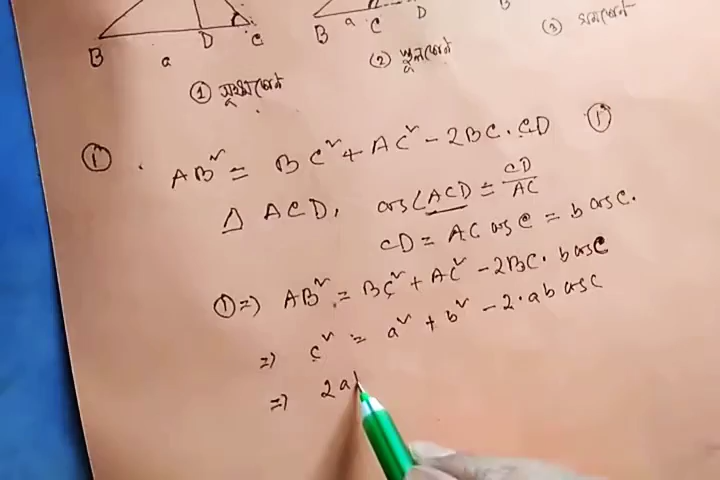 B a D C
B a C D
B
① সূক্ষ্মকোণ
② স্থূলকোণ
③ সমকোণ
① AB² = BC² + AC² - 2BC.CD ①
△ ACD, cos∠ACD = CD/AC
CD = AC cos C = b cos C.
①⇒) AB² = BC² + AC² - 2BC. b cos C
⇒) c² = a² + b² - 2.ab cos C
⇒) 2ab